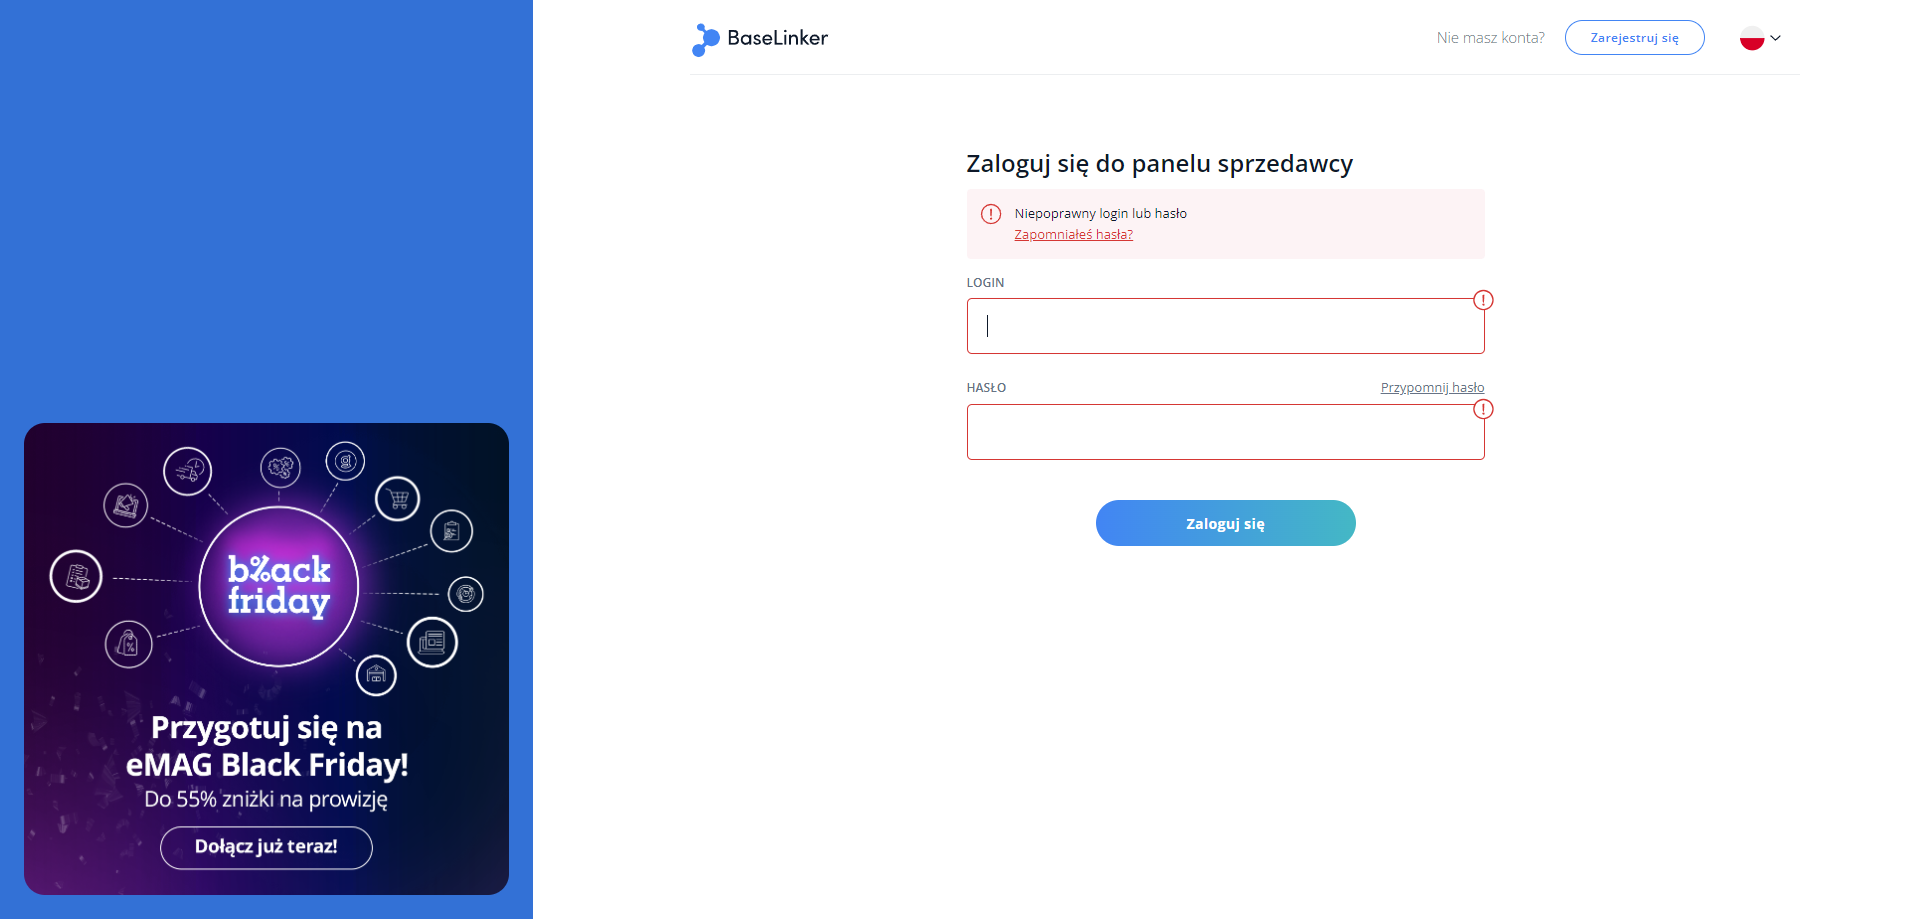 BaseLinker
Nie masz konta?
Zarejestruj się
Zaloguj się do panelu sprzedawcy
Niepoprawny login lub hasło
Zapomniałeś hasła?
LOGIN
HASŁO
Przypomnij hasło
Zaloguj się
b%ack
friday
Przygotuj się na
eMAG Black Friday!
Do 55% zniżki na prowizję
Dołącz już teraz!